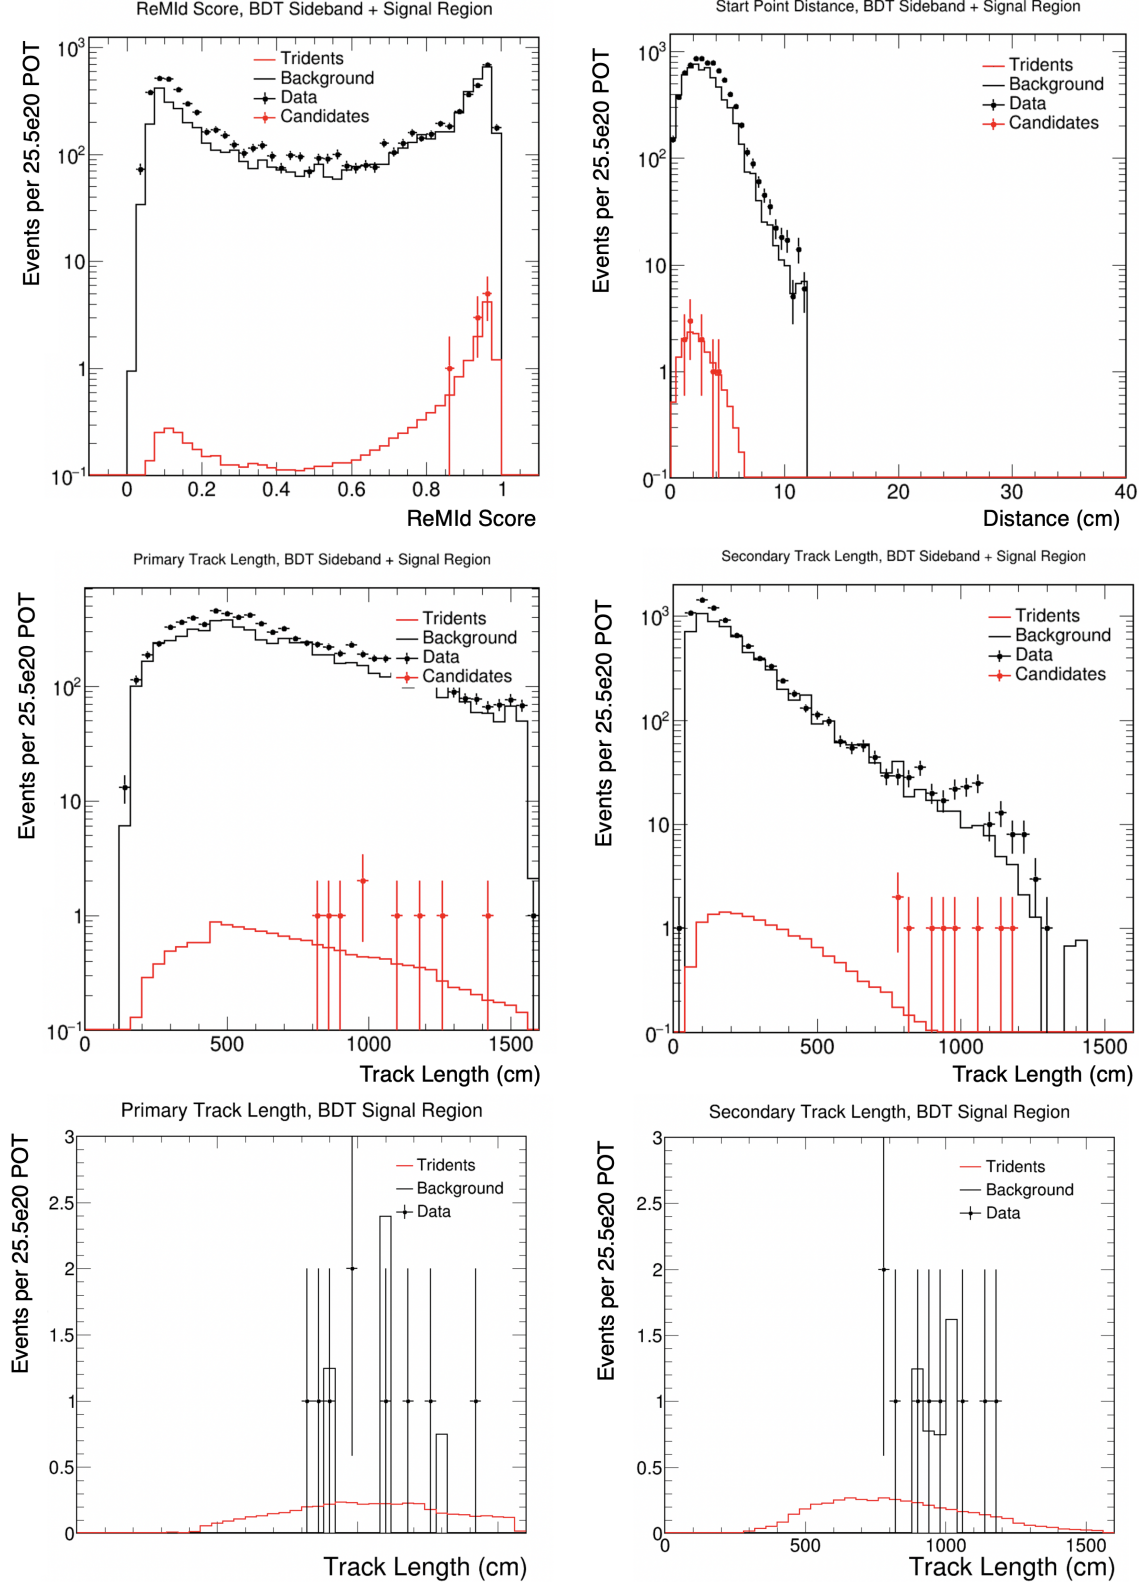 ReMId Score, BDT Sideband + Signal Region
Events per 25.5e20 POT
10³
10²
10
1
10⁻¹
Tridents
Background
Data
Candidates
0 0.2 0.4 0.6 0.8 1
ReMId Score
Start Point Distance, BDT Sideband + Signal Region
Events per 25.5e20 POT
10³
10²
10
1
10⁻¹
Tridents
Background
Data
Candidates
0 10 20 30 40
Distance (cm)
Primary Track Length, BDT Sideband + Signal Region
Events per 25.5e20 POT
10²
10
1
10⁻¹
Tridents
Background
Data
Candidates
0 500 1000 1500
Track Length (cm)
Secondary Track Length, BDT Sideband + Signal Region
Events per 25.5e20 POT
10³
10²
10
1
0⁻¹
Tridents
Background
Data
Candidates
0 500 1000 1500
Track Length (cm)
Primary Track Length, BDT Signal Region
Events per 25.5e20 POT
3
2.5
2
1.5
1
0.5
0
Tridents
Background
Data
Track Length (cm)
Secondary Track Length, BDT Signal Region
Events per 25.5e20 POT
3
2.5
2
1.5
1
0.5
0
Tridents
Background
Data
500 1000 1500
Track Length (cm)